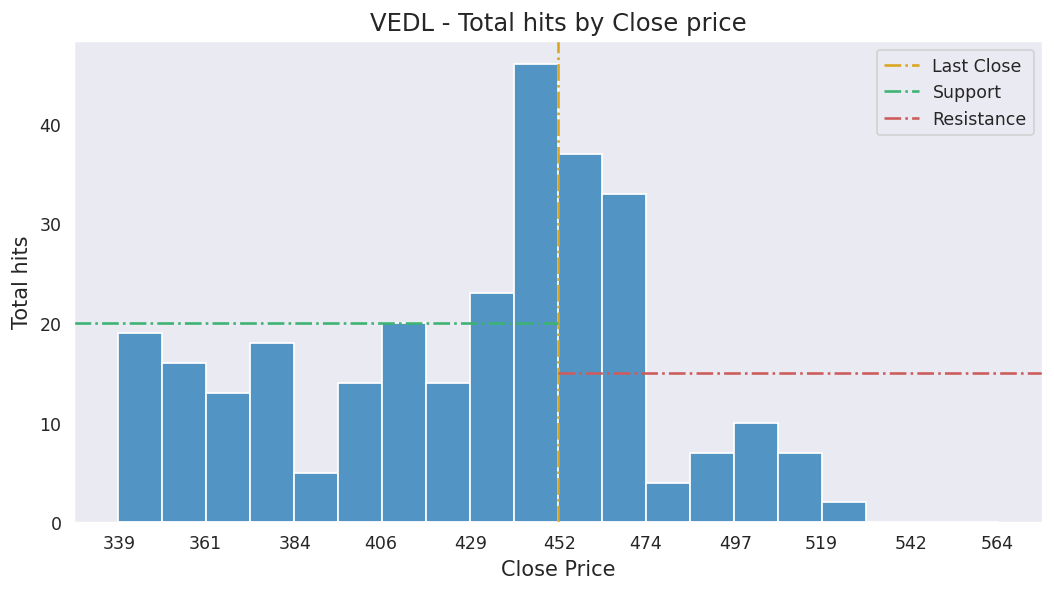 VEDL - Total hits by Close price
Last Close
Support
Resistance
Total hits
40
30
20
10
0
339 361 384 406 429 452 474 497 519 542 564
Close Price